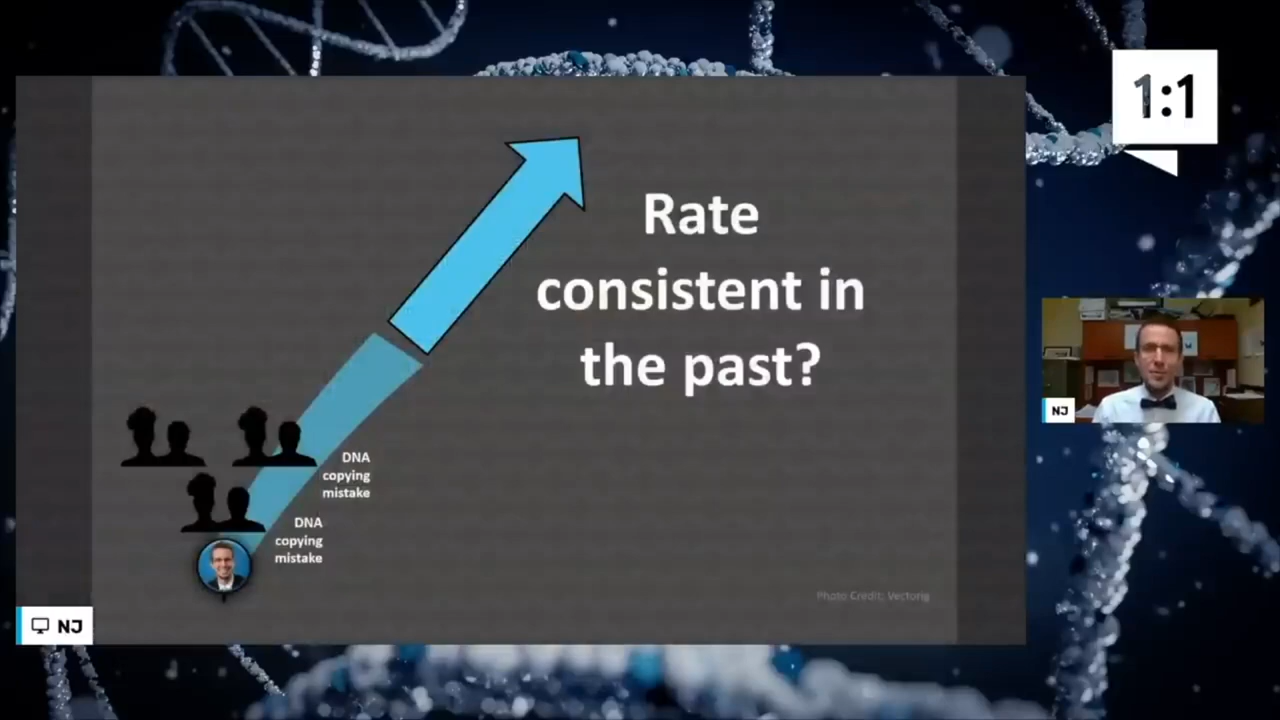 1:1
Rate
consistent in
the past?
DNA
copying
mistake
DNA
copying
mistake
Photo Credit: Vectorig
NJ
NJ